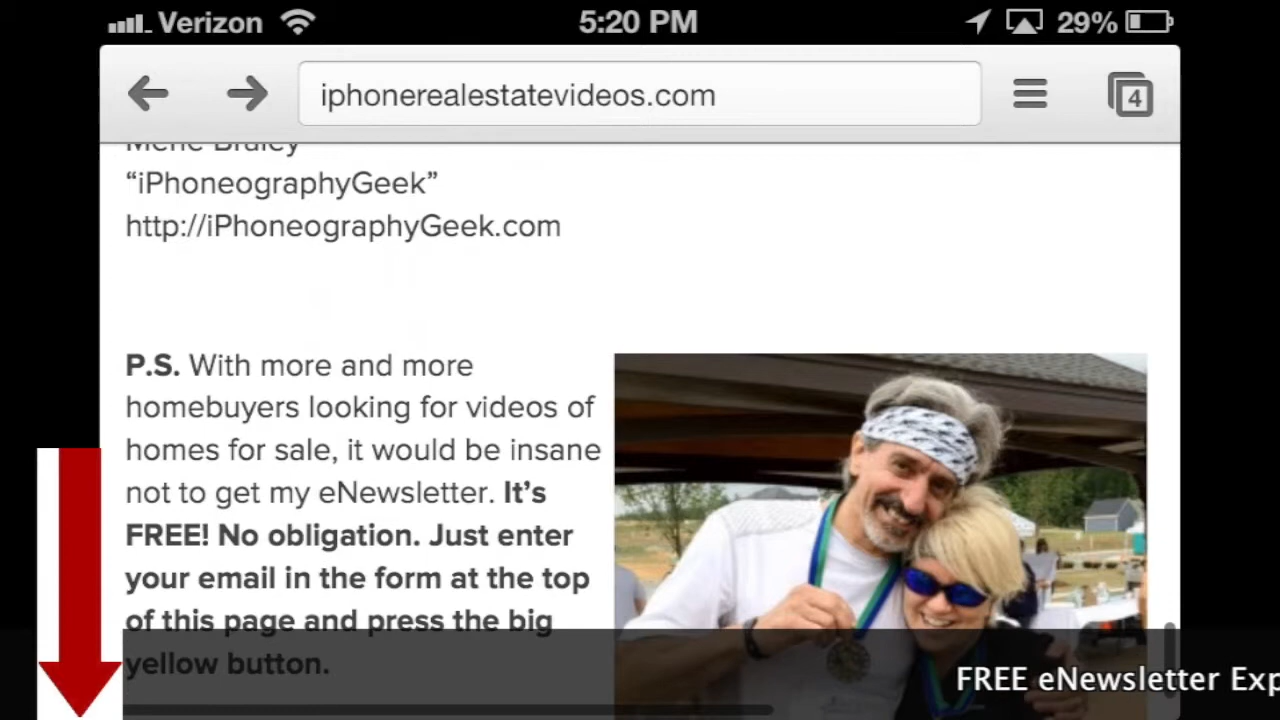 Verizon 5:20 PM 29%
iphonerealestatevideos.com 4
“iPhoneographyGeek”
http://iPhoneographyGeek.com
P.S. With more and more
homebuyers looking for videos of
homes for sale, it would be insane
not to get my eNewsletter. It’s
FREE! No obligation. Just enter
your email in the form at the top
of this page and press the big
yellow button.
FREE eNewsletter Exp